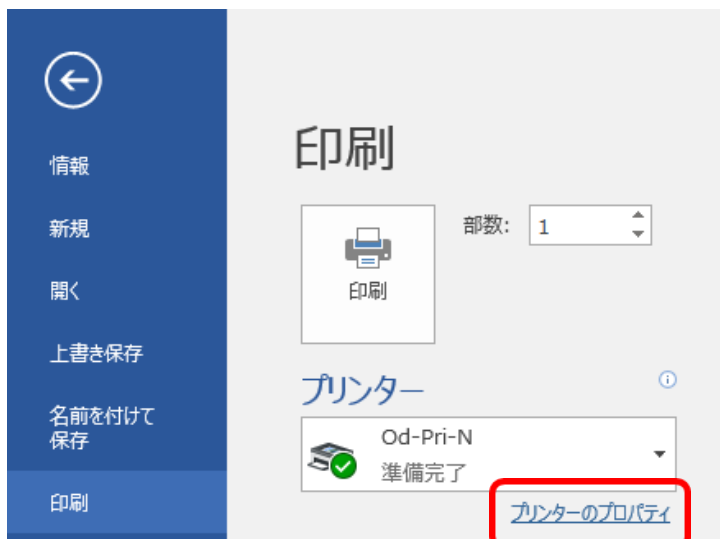 情報
新規
開く
上書き保存
名前を付けて
保存
印刷
印刷
部数: 1
印刷
プリンター
Od-Pri-N
準備完了
プリンターのプロパティ